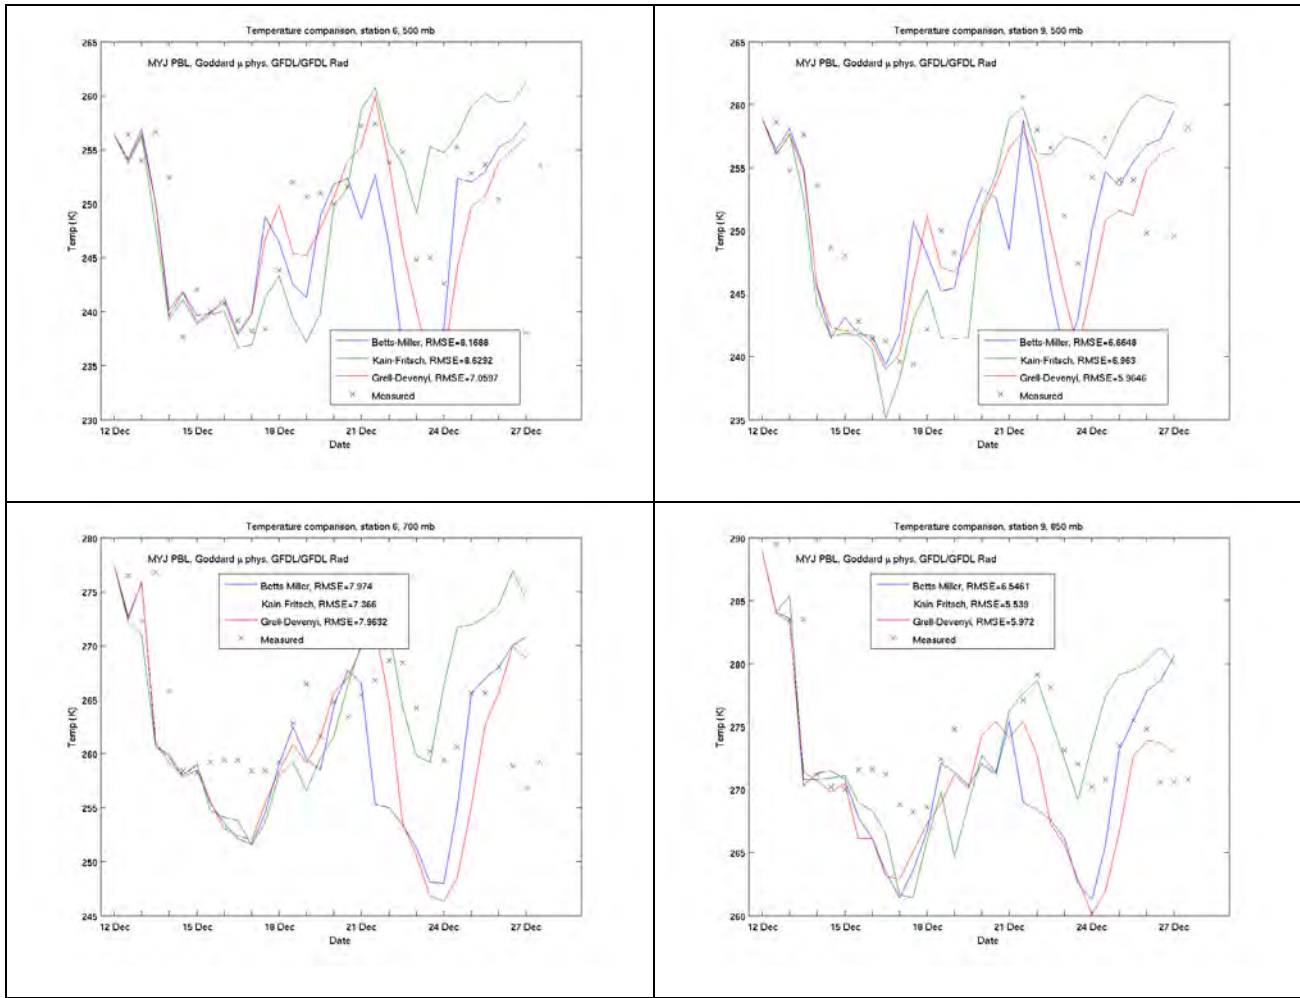 Temperature comparison, station 6, 500 mb
MYJ PBL, Goddard μ phys, GFDL/GFDL Rad
265
260
255
250
245
240
235
230
Temp (K)
Betts-Miller, RMSE=8.1688
Kain-Fritsch, RMSE=8.6292
Grell-Devenyi, RMSE=7.0597
Measured
12 Dec 15 Dec 18 Dec 21 Dec 24 Dec 27 Dec
Date
Temperature comparison, station 9, 500 mb
MYJ PBL, Goddard μ phys, GFDL/GFDL Rad
265
260
255
250
245
240
235
Temp (K)
Betts-Miller, RMSE=6.6648
Kain-Fritsch, RMSE=6.963
Grell-Devenyi, RMSE=5.9646
Measured
12 Dec 15 Dec 18 Dec 21 Dec 24 Dec 27 Dec
Date
Temperature comparison, station 6, 700 mb
MYJ PBL, Goddard μ phys, GFDL/GFDL Rad
280
275
270
265
260
255
250
245
Temp (K)
Betts Miller, RMSE=7.974
Kain Fritsch, RMSE=7.366
Grell-Devenyi, RMSE=7.9632
Measured
12 Dec 15 Dec 18 Dec 21 Dec 24 Dec 27 Dec
Date
Temperature comparison, station 9, 850 mb
MYJ PBL, Goddard μ phys, GFDL/GFDL Rad
290
285
280
275
270
265
260
Temp (K)
Betts Miller, RMSE=6.5461
Kain Fritsch, RMSE=5.539
Grell-Devenyi, RMSE=5.972
Measured
12 Dec 15 Dec 18 Dec 21 Dec 24 Dec 27 Dec
Date